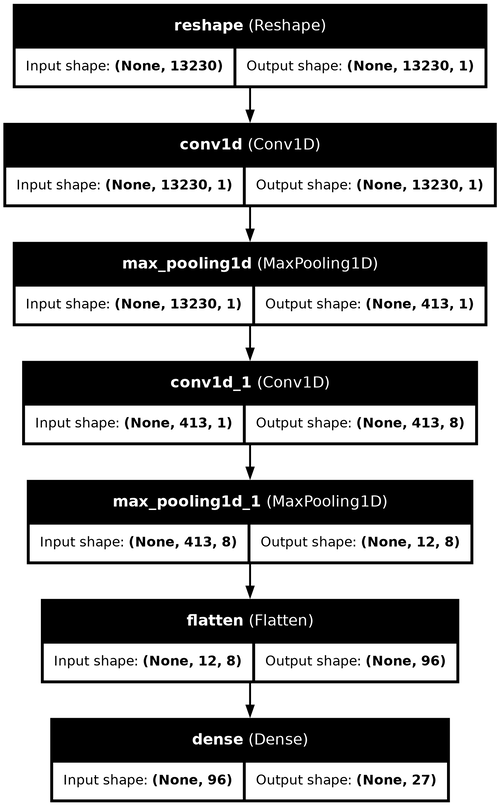 reshape (Reshape)
Input shape: (None, 13230) Output shape: (None, 13230, 1)
conv1d (Conv1D)
Input shape: (None, 13230, 1) Output shape: (None, 13230, 1)
max_pooling1d (MaxPooling1D)
Input shape: (None, 13230, 1) Output shape: (None, 413, 1)
conv1d_1 (Conv1D)
Input shape: (None, 413, 1) Output shape: (None, 413, 8)
max_pooling1d_1 (MaxPooling1D)
Input shape: (None, 413, 8) Output shape: (None, 12, 8)
flatten (Flatten)
Input shape: (None, 12, 8) Output shape: (None, 96)
dense (Dense)
Input shape: (None, 96) Output shape: (None, 27)